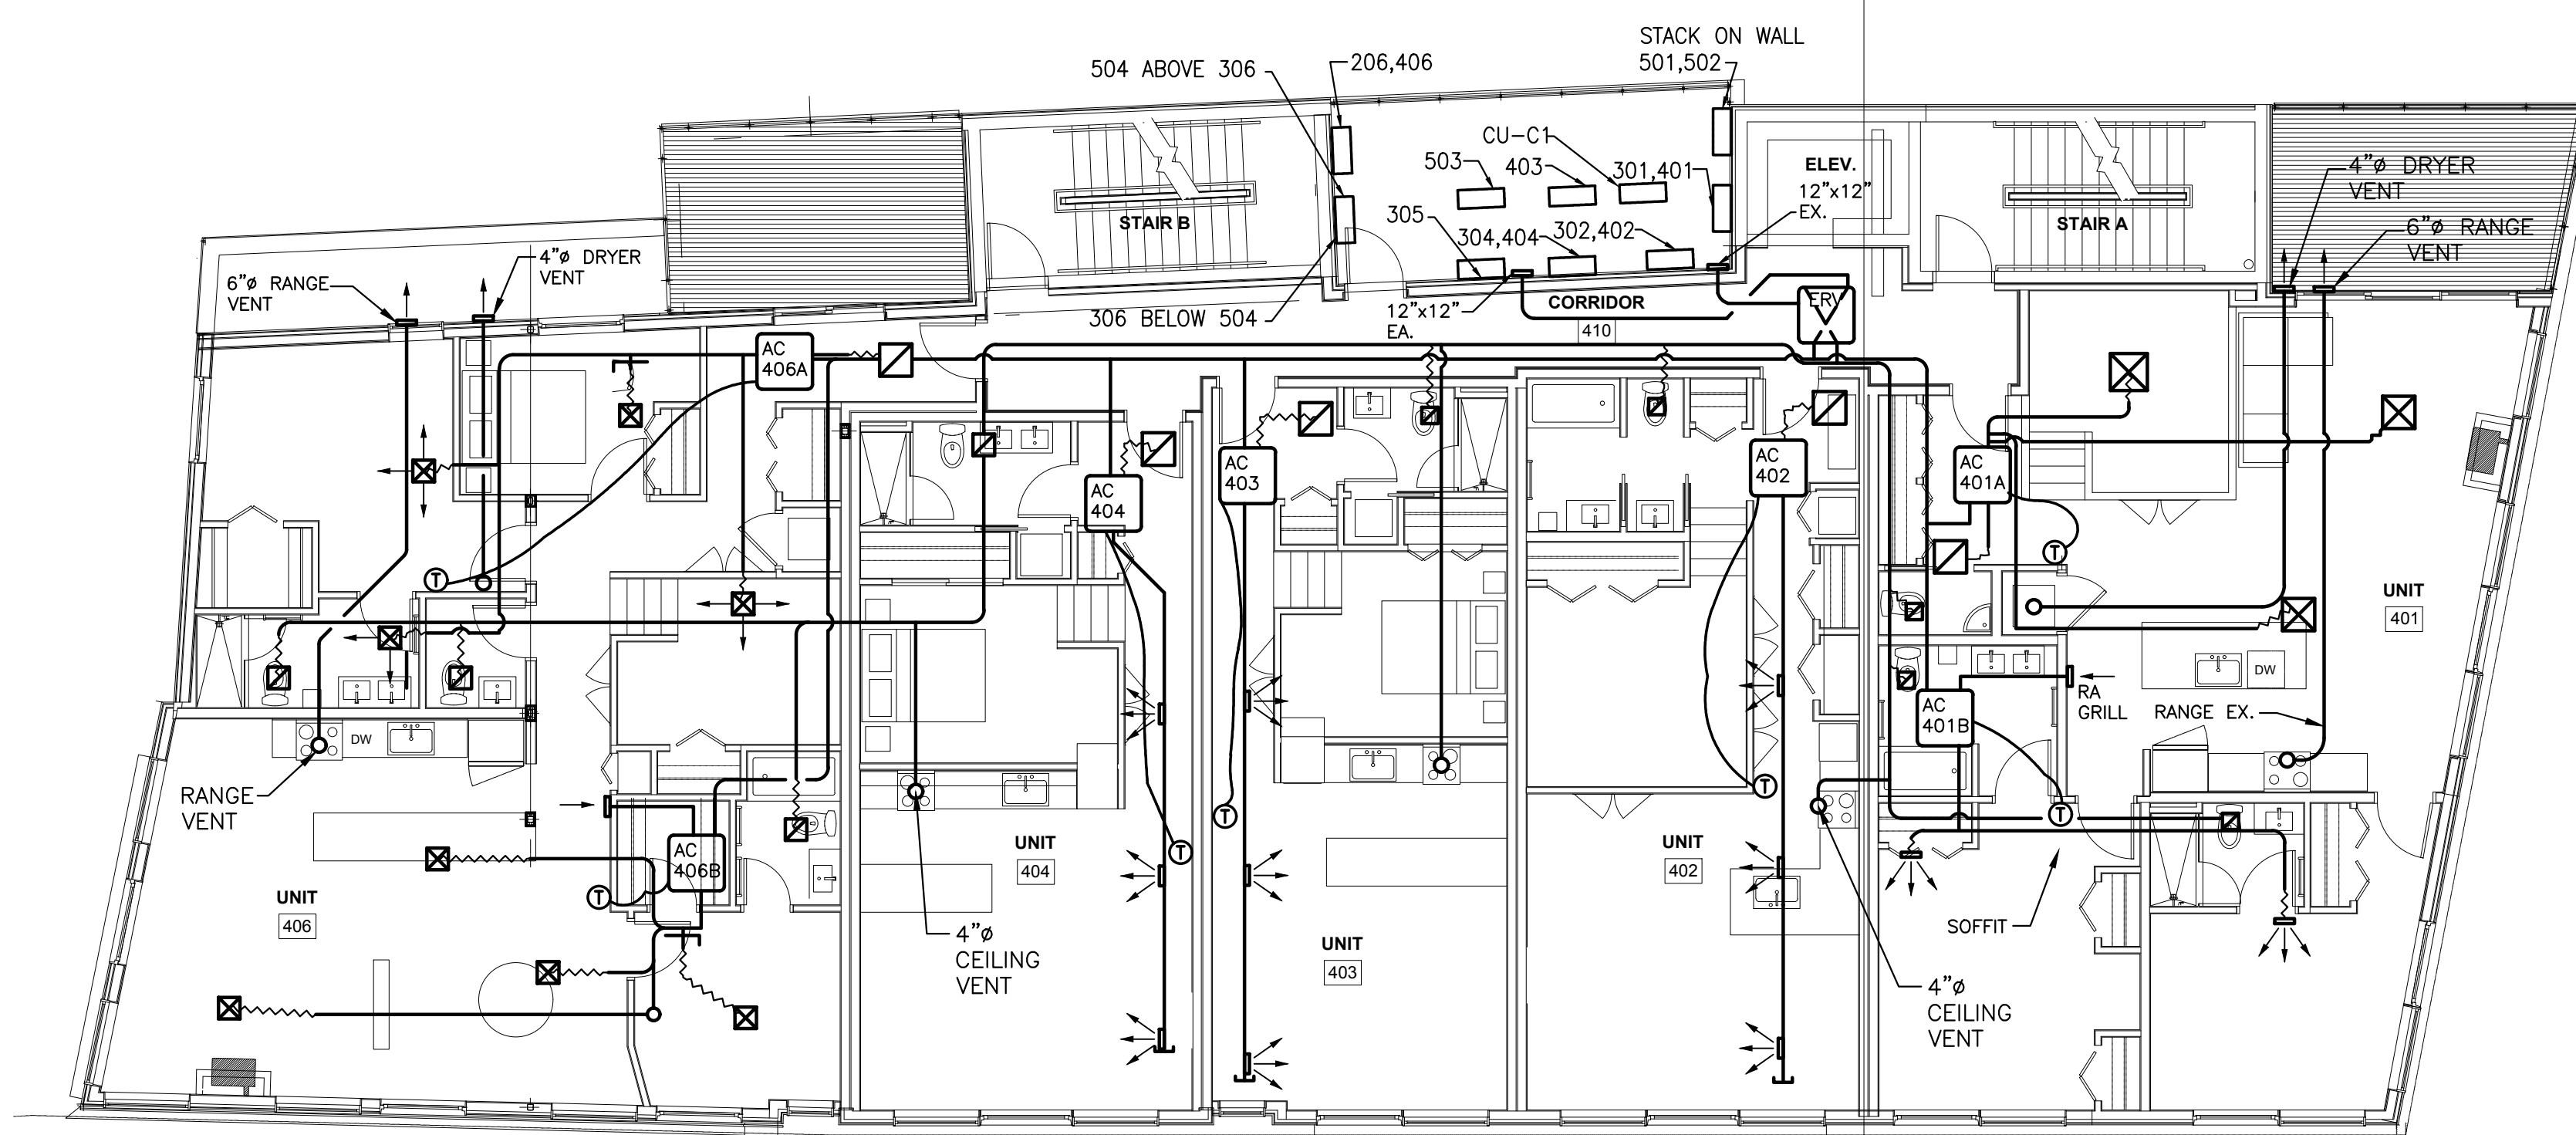 STACK ON WALL
501,502
504 ABOVE 306
206,406
CU-C1
503
403
301,401
ELEV.
12"x12"
EX.
4"ø DRYER
VENT
305
304,404
302,402
STAIR B
STAIR A
6"ø RANGE
VENT
4"ø DRYER
VENT
6"ø RANGE
VENT
306 BELOW 504
12"x12"
EA.
CORRIDOR
410
ERV
AC
406A
AC
404
AC
403
AC
402
AC
401A
T
T
UNIT
401
DW
RA
GRILL
RANGE EX.
AC
401B
DW
RANGE
VENT
T
T
T
T
AC
406B
T
UNIT
406
UNIT
404
UNIT
402
4"ø
CEILING
VENT
UNIT
403
SOFFIT
4"ø
CEILING
VENT